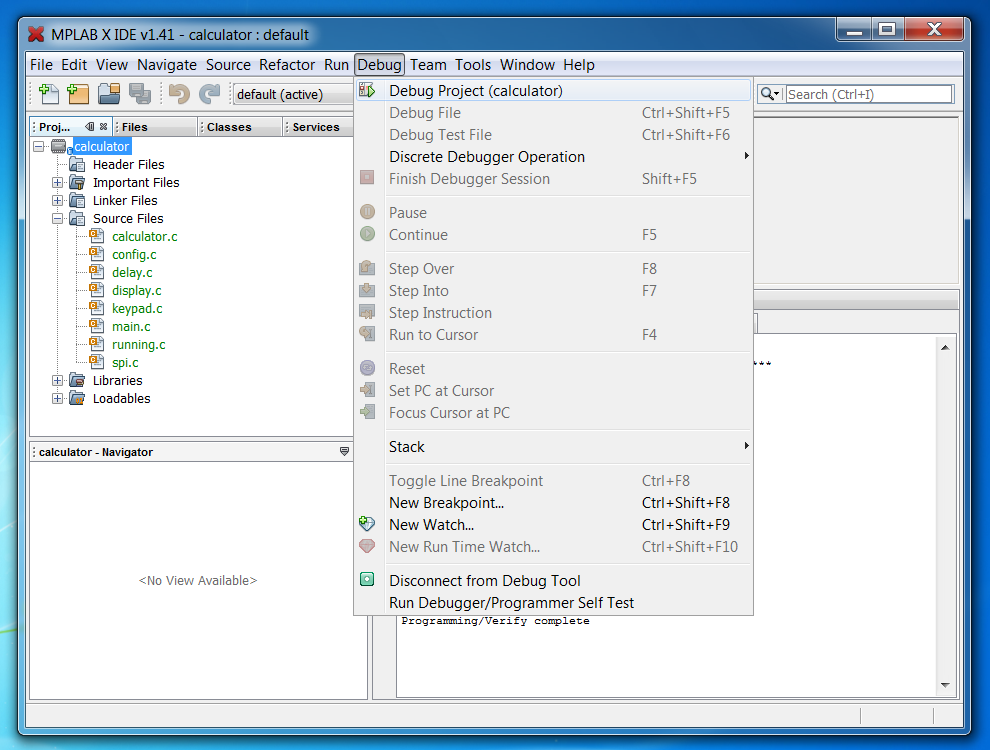 MPLAB X IDE v1.41 - calculator : default
File Edit View Navigate Source Refactor Run Debug Team Tools Window Help
default (active)
Search (Ctrl+I)
Proj... Files Classes Services
calculator
Header Files
Important Files
Linker Files
Source Files
calculator.c
config.c
delay.c
display.c
keypad.c
main.c
running.c
spi.c
Libraries
Loadables
calculator - Navigator
<No View Available>
Debug Project (calculator)
Debug File Ctrl+Shift+F5
Debug Test File Ctrl+Shift+F6
Discrete Debugger Operation
Finish Debugger Session Shift+F5
Pause
Continue F5
Step Over F8
Step Into F7
Step Instruction
Run to Cursor F4
Reset
Set PC at Cursor
Focus Cursor at PC
Stack
Toggle Line Breakpoint Ctrl+F8
New Breakpoint... Ctrl+Shift+F8
New Watch... Ctrl+Shift+F9
New Run Time Watch... Ctrl+Shift+F10
Disconnect from Debug Tool
Run Debugger/Programmer Self Test
***
Programming/Verify complete